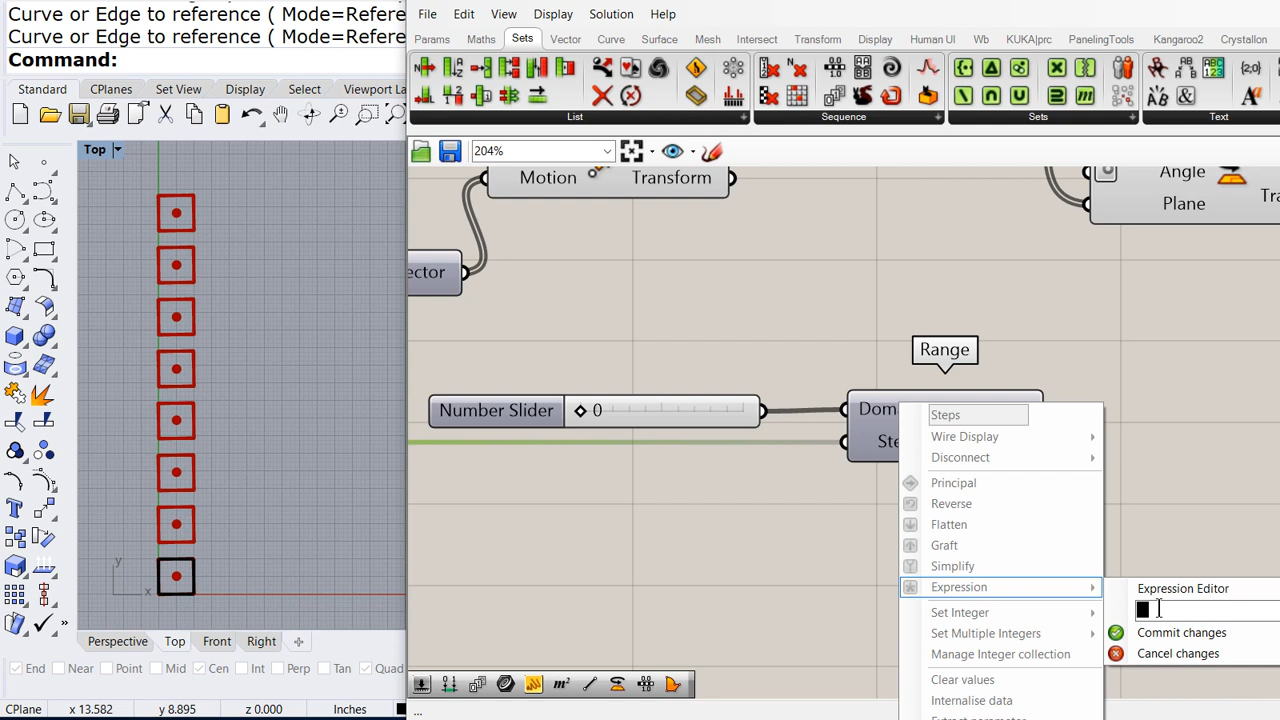 Curve or Edge to reference ( Mode=Refere
Curve or Edge to reference ( Mode=Refere
Command:
Standard CPlanes Set View Display Select Viewport La
Top
y
x
Perspective Top Front Right
End Near Point Mid Cen Int Perp Tan Quad
CPlane x 13.582 y 8.895 z 0.000 Inches
File Edit View Display Solution Help
Params Maths Sets Vector Curve Surface Mesh Intersect Transform Display Human UI Wb KUKA|prc PanelingTools Kangaroo2 Crystallon
List Sequence Sets Text
204%
Motion Transform
Angle
Plane
Tra
ector
Range
Number Slider 0
Dom
Ste
Steps
Wire Display
Disconnect
Principal
Reverse
Flatten
Graft
Simplify
Expression
Set Integer
Set Multiple Integers
Manage Integer collection
Clear values
Internalise data
Extract parameter
Expression Editor
Commit changes
Cancel changes
...